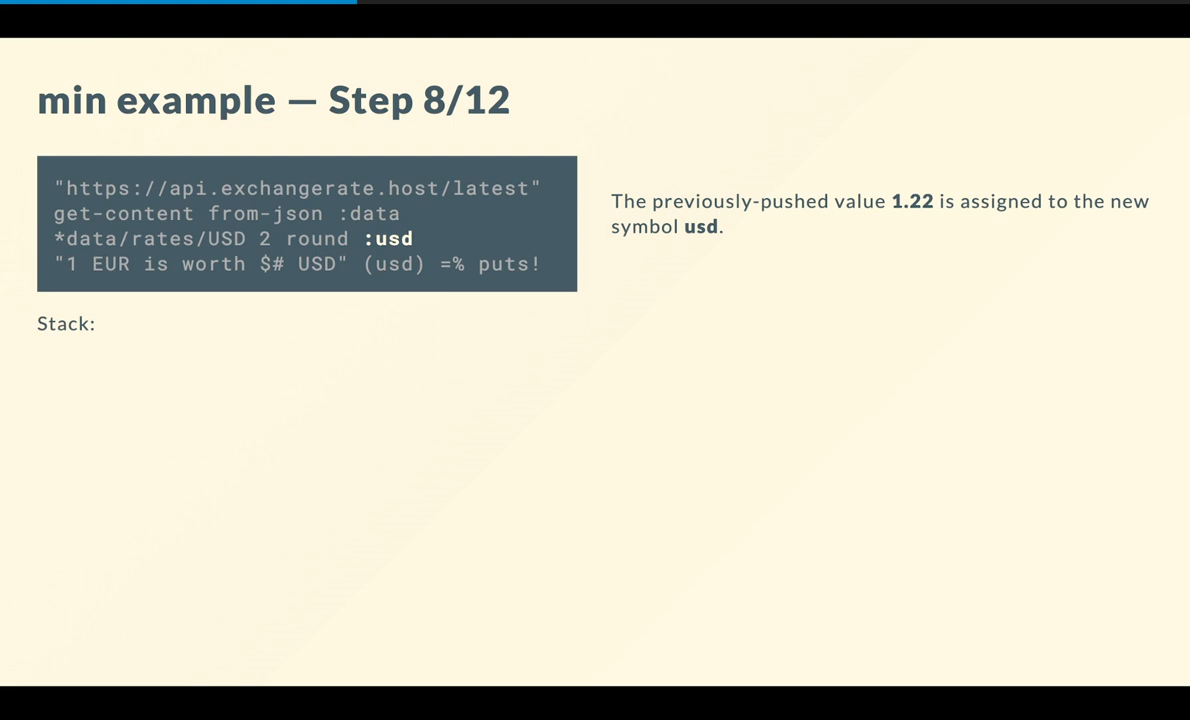 min example — Step 8/12
"https://api.exchangerate.host/latest"
get-content from-json :data
*data/rates/USD 2 round :usd
"1 EUR is worth $# USD" (usd) =% puts!
Stack:
The previously-pushed value 1.22 is assigned to the new
symbol usd.